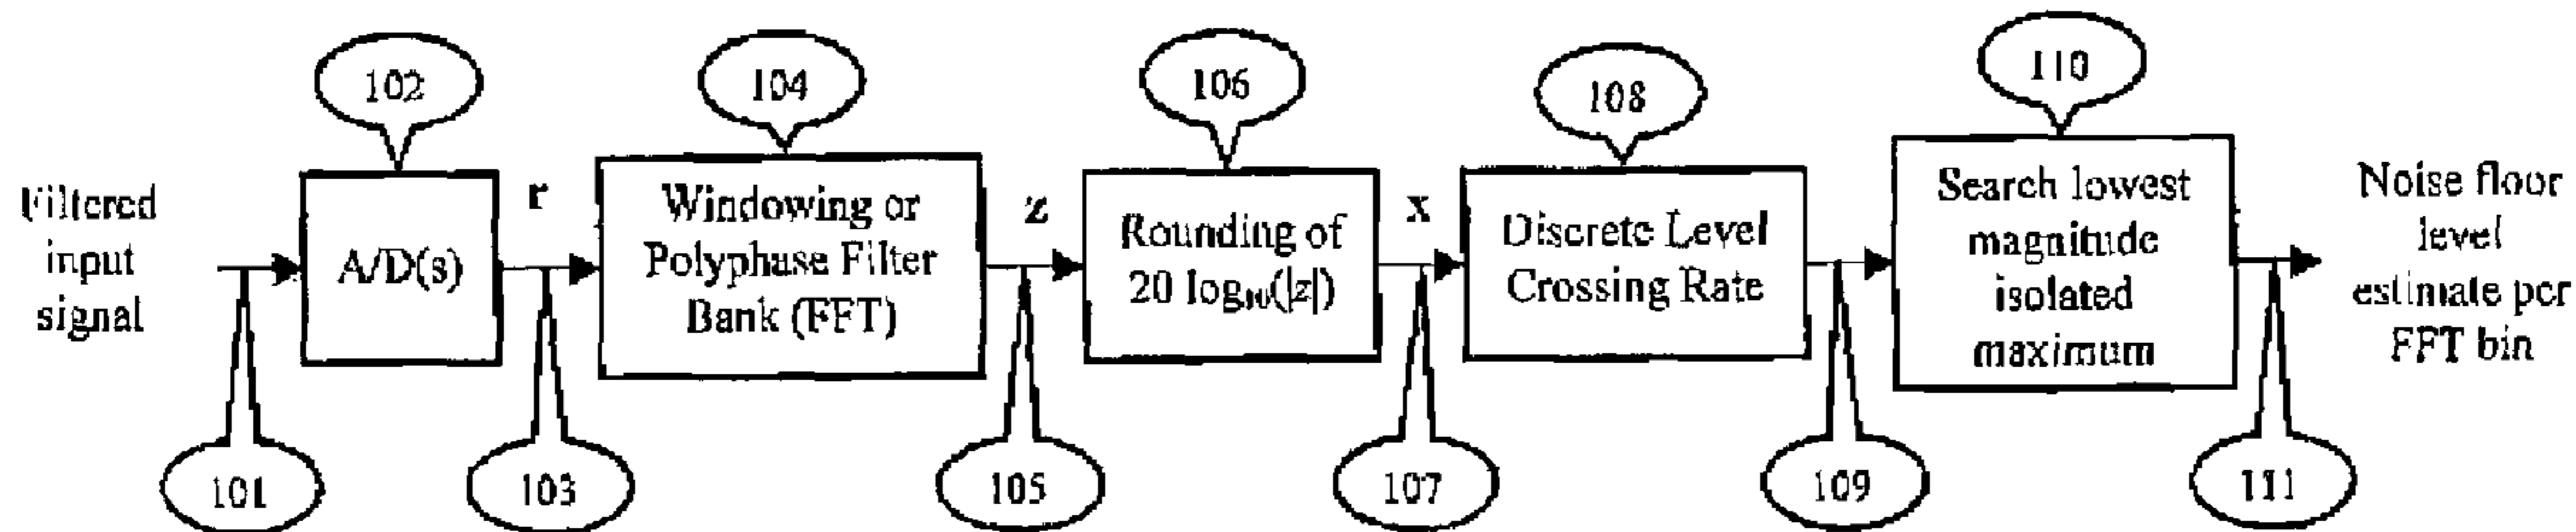 102
104
106
108
110
Filtered
input
signal
A/D(s)
r
Windowing or
Polyphase Filter
Bank (FFT)
z
Rounding of
20 log₁₀(|z|)
x
Discrete Level
Crossing Rate
Search lowest
magnitude
isolated
maximum
Noise floor
level
estimate per
FFT bin
101
103
105
107
109
111